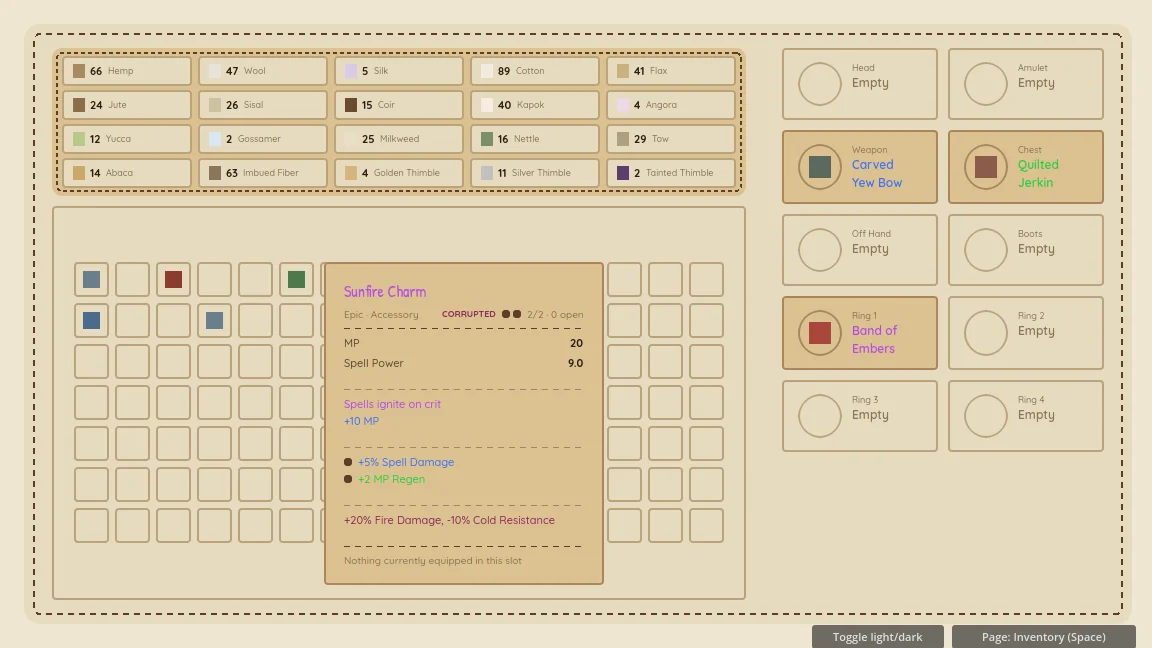 66 Hemp
47 Wool
5 Silk
89 Cotton
41 Flax
24 Jute
26 Sisal
15 Coir
40 Kapok
4 Angora
12 Yucca
2 Gossamer
25 Milkweed
16 Nettle
29 Tow
14 Abaca
63 Imbued Fiber
4 Golden Thimble
11 Silver Thimble
2 Tainted Thimble
Sunfire Charm
Epic · Accessory CORRUPTED 2/2 · 0 open
MP 20
Spell Power 9.0
Spells ignite on crit
+10 MP
+5% Spell Damage
+2 MP Regen
+20% Fire Damage, -10% Cold Resistance
Nothing currently equipped in this slot
Head
Empty
Amulet
Empty
Weapon
Carved
Yew Bow
Chest
Quilted
Jerkin
Off Hand
Empty
Boots
Empty
Ring 1
Band of
Embers
Ring 2
Empty
Ring 3
Empty
Ring 4
Empty
Toggle light/dark
Page: Inventory (Space)